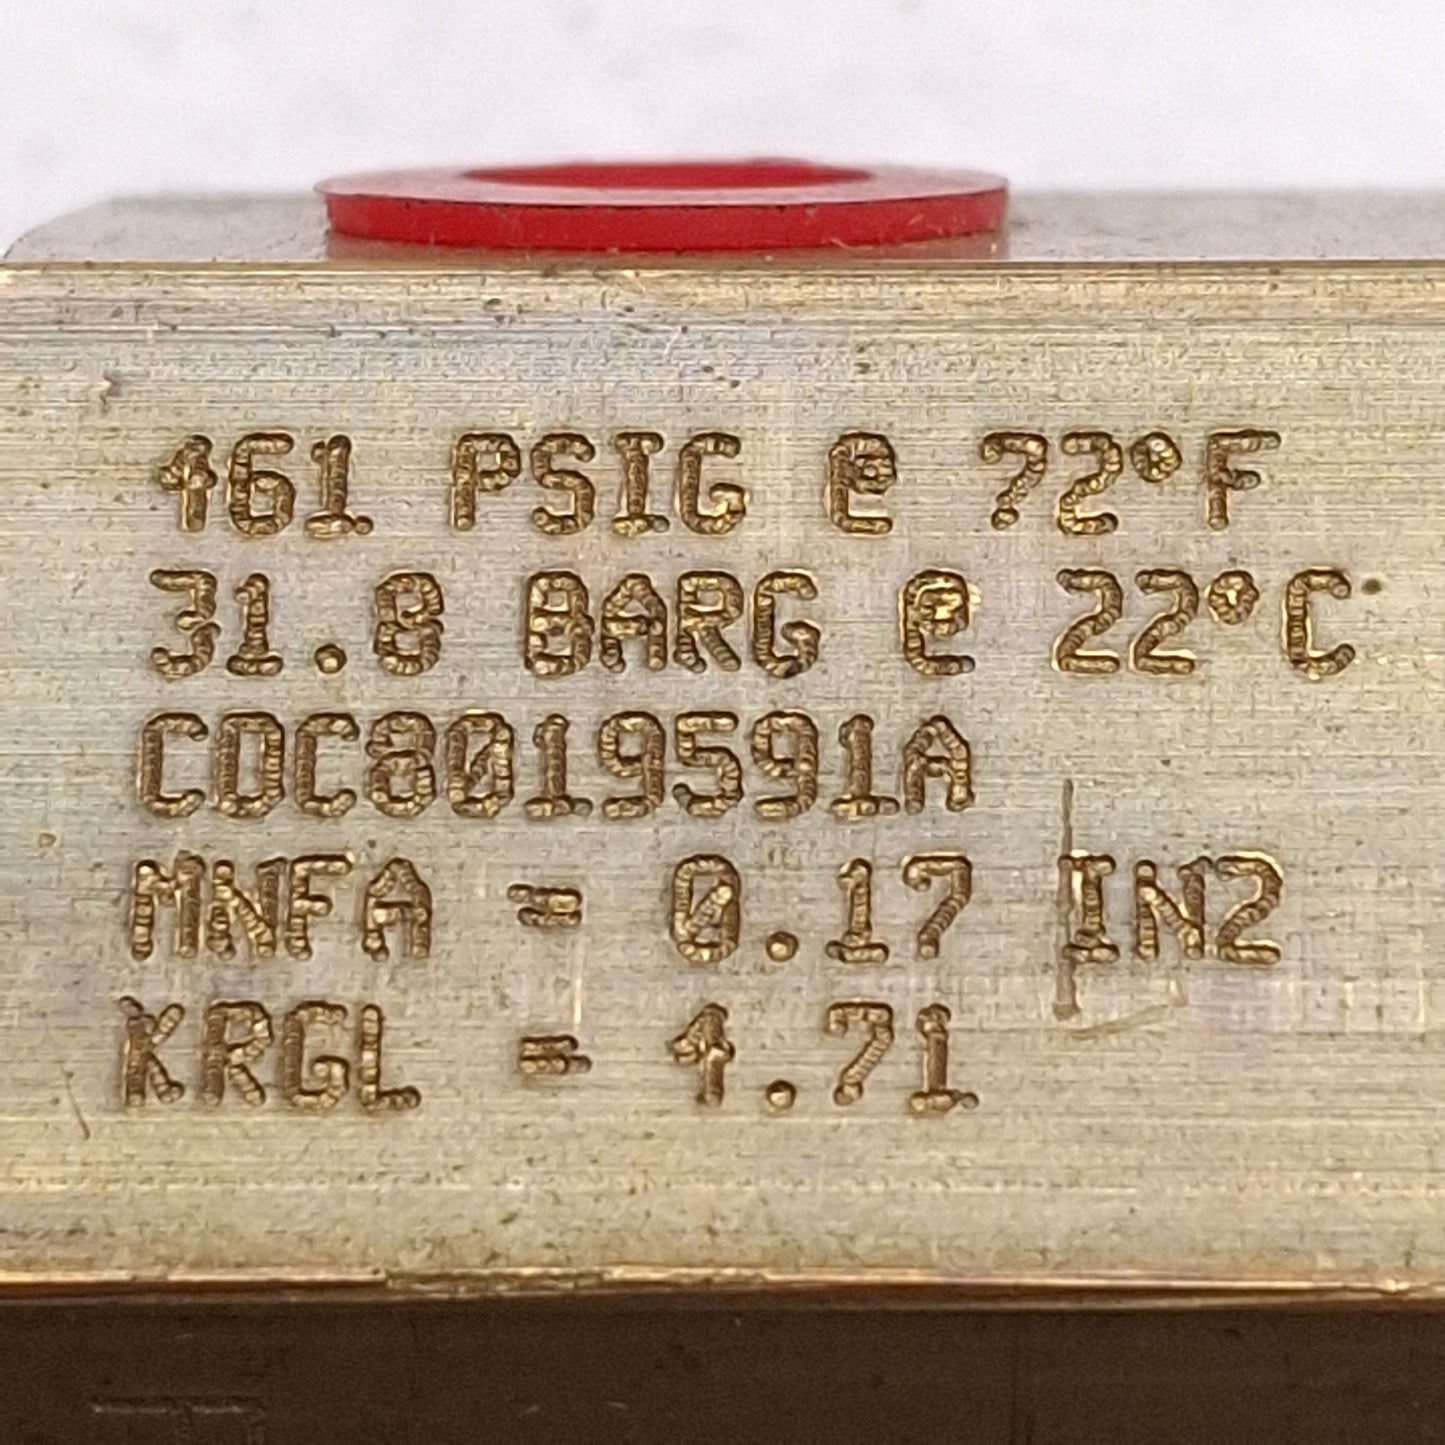 461 PSIG @ 72°F
31.8 BARG @ 22°C
CDC8019591A
MNFA = 0.17 IN2
KRGL = 4.71